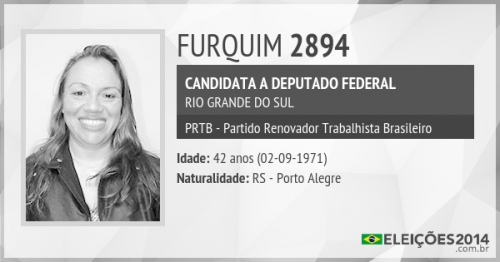 FURQUIM 2894
CANDIDATA A DEPUTADO FEDERAL
RIO GRANDE DO SUL
PRTB - Partido Renovador Trabalhista Brasileiro
Idade: 42 anos (02-09-1971)
Naturalidade: RS - Porto Alegre
ELEIÇÕES2014
.com.br